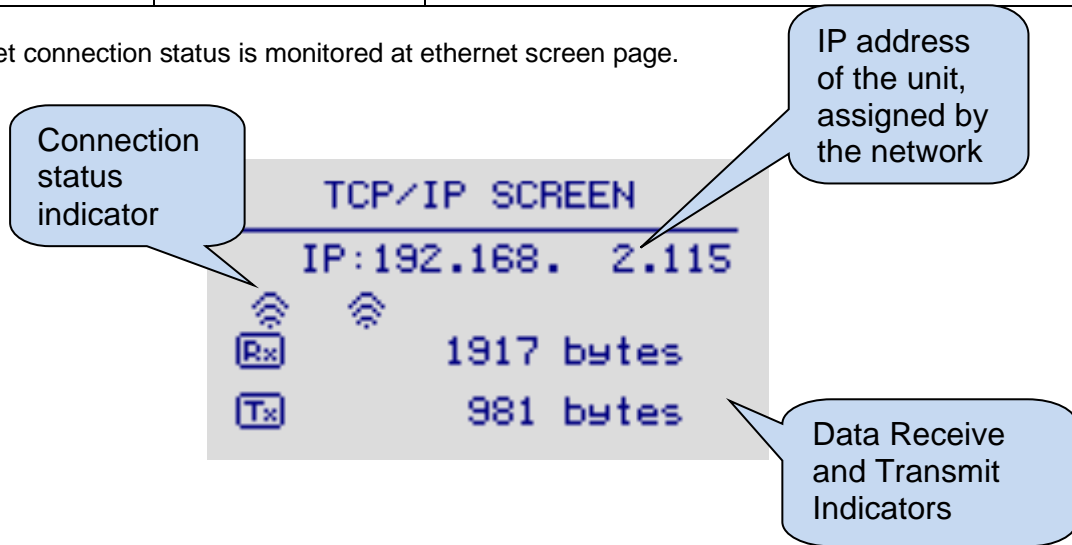 et connection status is monitored at ethernet screen page.
IP address
of the unit,
assigned by
the network
Connection
status
indicator
TCP/IP SCREEN
IP:192.168.  2.115
Rx 1917 bytes
Tx 981 bytes
Data Receive
and Transmit
Indicators